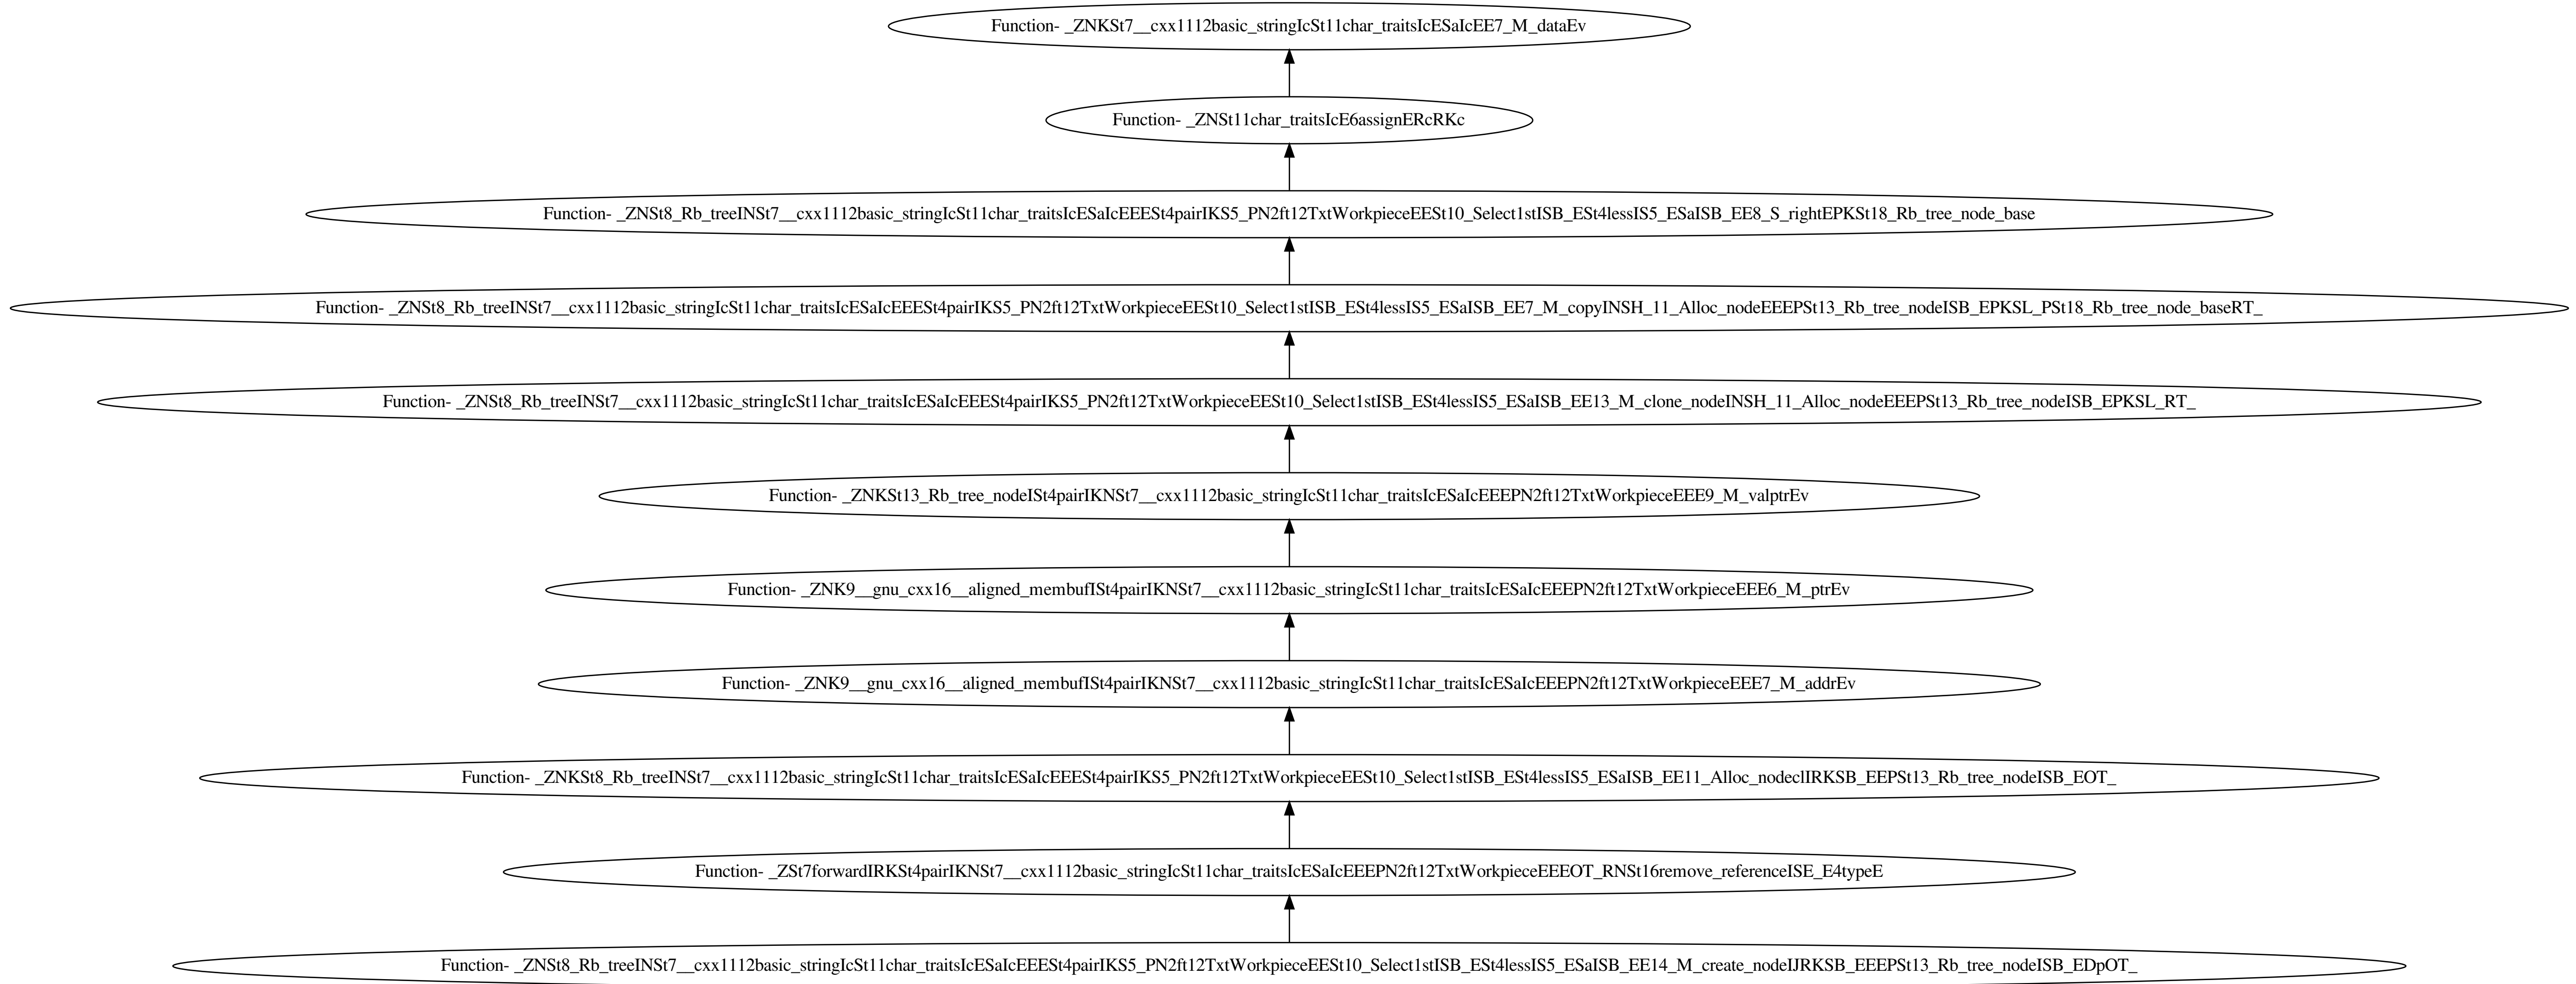 Function- _ZNKSt7__cxx1112basic_stringIcSt11char_traitsIcESaIcEE7_M_dataEv
Function- _ZNSt11char_traitsIcE6assignERcRKc
Function- _ZNSt8_Rb_treeINSt7__cxx1112basic_stringIcSt11char_traitsIcESaIcEEESt4pairIKS5_PN2ft12TxtWorkpieceEESt10_Select1stISB_ESt4lessIS5_ESaISB_EE8_S_rightEPKSt18_Rb_tree_node_base
Function- _ZNSt8_Rb_treeINSt7__cxx1112basic_stringIcSt11char_traitsIcESaIcEEESt4pairIKS5_PN2ft12TxtWorkpieceEESt10_Select1stISB_ESt4lessIS5_ESaISB_EE7_M_copyINSH_11_Alloc_nodeEEEPSt13_Rb_tree_nodeISB_EPKSL_PSt18_Rb_tree_node_baseRT_
Function- _ZNSt8_Rb_treeINSt7__cxx1112basic_stringIcSt11char_traitsIcESaIcEEESt4pairIKS5_PN2ft12TxtWorkpieceEESt10_Select1stISB_ESt4lessIS5_ESaISB_EE13_M_clone_nodeINSH_11_Alloc_nodeEEEPSt13_Rb_tree_nodeISB_EPKSL_RT_
Function- _ZNKSt13_Rb_tree_nodeISt4pairIKNSt7__cxx1112basic_stringIcSt11char_traitsIcESaIcEEEPN2ft12TxtWorkpieceEEE9_M_valptrEv
Function- _ZNK9__gnu_cxx16__aligned_membufISt4pairIKNSt7__cxx1112basic_stringIcSt11char_traitsIcESaIcEEEPN2ft12TxtWorkpieceEEE6_M_ptrEv
Function- _ZNK9__gnu_cxx16__aligned_membufISt4pairIKNSt7__cxx1112basic_stringIcSt11char_traitsIcESaIcEEEPN2ft12TxtWorkpieceEEE7_M_addrEv
Function- _ZNKSt8_Rb_treeINSt7__cxx1112basic_stringIcSt11char_traitsIcESaIcEEESt4pairIKS5_PN2ft12TxtWorkpieceEESt10_Select1stISB_ESt4lessIS5_ESaISB_EE11_Alloc_nodeclIRKSB_EEPSt13_Rb_tree_nodeISB_EOT_
Function- _ZSt7forwardIRKSt4pairIKNSt7__cxx1112basic_stringIcSt11char_traitsIcESaIcEEEPN2ft12TxtWorkpieceEEEOT_RNSt16remove_referenceISE_E4typeE
Function- _ZNSt8_Rb_treeINSt7__cxx1112basic_stringIcSt11char_traitsIcESaIcEEESt4pairIKS5_PN2ft12TxtWorkpieceEESt10_Select1stISB_ESt4lessIS5_ESaISB_EE14_M_create_nodeIJRKSB_EEEPSt13_Rb_tree_nodeISB_EDpOT_